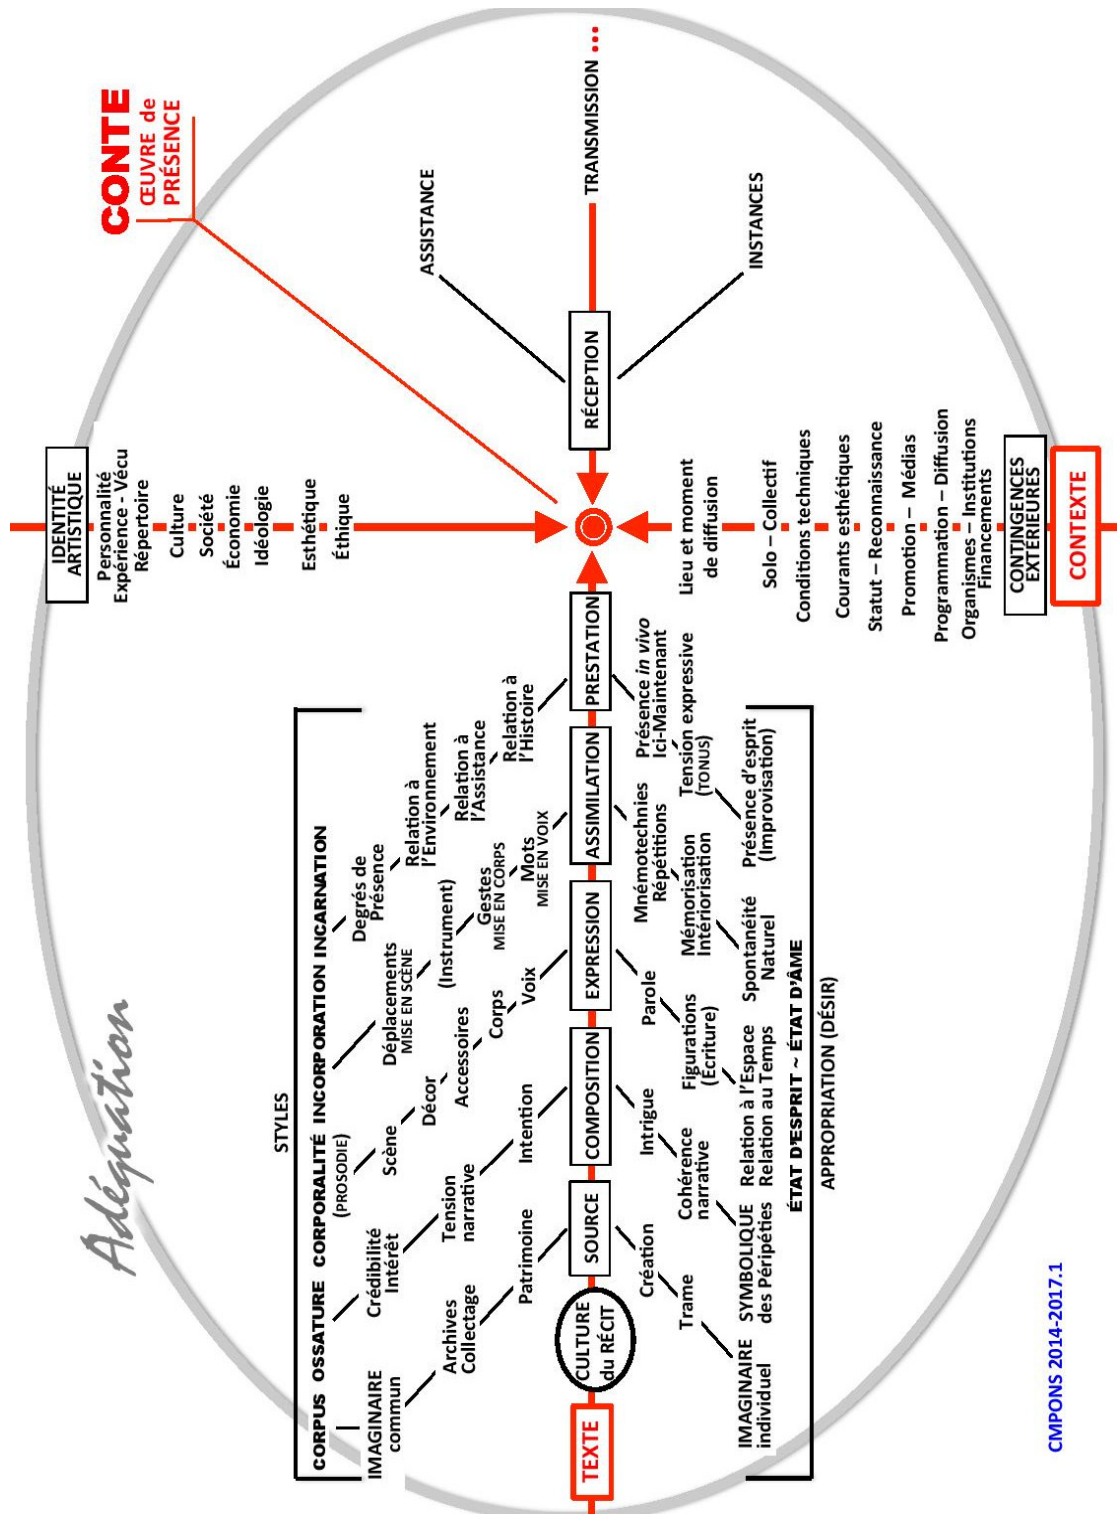 Adéquation
CONTE
ŒUVRE de
PRÉSENCE
STYLES
CORPUS OSSATURE CORPORALITÉ INCORPORATION INCARNATION
(PROSODIE)
IMAGINAIRE
commun
Archives
Collectage
Patrimoine
Crédibilité
Intérêt
Tension
narrative
Intention
Scène
Décor
Accessoires
Corps
Voix
Déplacements
MISE EN SCÈNE
(Instrument)
Gestes
MISE EN CORPS
Mots
MISE EN VOIX
Degrés de
Présence
Relation à
l'Environnement
Relation à
l'Assistance
Relation à
l'Histoire
IDENTITÉ
ARTISTIQUE
Personnalité
Expérience - Vécu
Répertoire
Culture
Société
Économie
Idéologie
Esthétique
Éthique
TEXTE
CULTURE
du RÉCIT
SOURCE
COMPOSITION
EXPRESSION
ASSIMILATION
PRESTATION
RÉCEPTION
ASSISTANCE
TRANSMISSION ...
INSTANCES
Création
Trame
IMAGINAIRE
individuel
Intrigue
Cohérence
narrative
SYMBOLIQUE
des Péripéties
Parole
Figurations
(Écriture)
Relation à l'Espace
Relation au Temps
Mnémotechnies
Répétitions
Mémorisation
Intériorisation
Spontanéité
Naturel
Présence in vivo
Ici-Maintenant
Tension expressive
(TONUS)
Présence d'esprit
(Improvisation)
ÉTAT D'ESPRIT ~ ÉTAT D'ÂME
APPROPRIATION (DÉSIR)
Lieu et moment
de diffusion
Solo – Collectif
Conditions techniques
Courants esthétiques
Statut – Reconnaissance
Promotion – Médias
Programmation – Diffusion
Organismes – Institutions
Financements
CONTINGENCES
EXTÉRIEURES
CONTEXTE
CMPONS 2014-2017.1